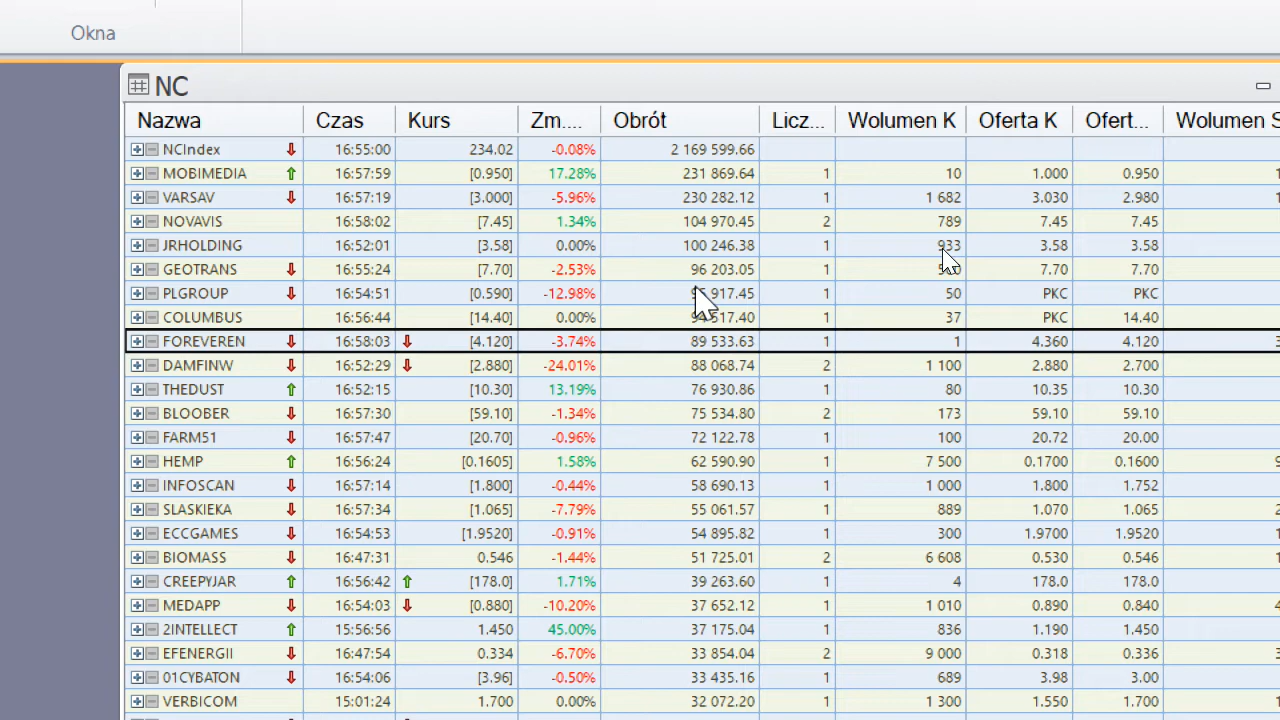 Okna
NC
Nazwa Czas Kurs Zm.... Obrót Licz... Wolumen K Oferta K Ofert... Wolumen S
NCIndex 16:55:00 234.02 -0.08% 2 169 599.66
MOBIMEDIA 16:57:59 [0.950] 17.28% 231 869.64 1 10 1.000 0.950 1
VARSAV 16:57:19 [3.000] -5.96% 230 282.12 1 1 682 3.030 2.980 1
NOVAVIS 16:58:02 [7.45] 1.34% 104 970.45 2 789 7.45 7.45
JRHOLDING 16:52:01 [3.58] 0.00% 100 246.38 1 933 3.58 3.58
GEOTRANS 16:55:24 [7.70] -2.53% 96 203.05 1 7.70 7.70
PLGROUP 16:54:51 [0.590] -12.98% 917.45 1 50 PKC PKC
COLUMBUS 16:56:44 [14.40] 0.00% 517.40 1 37 PKC 14.40
FOREVEREN 16:58:03 [4.120] -3.74% 89 533.63 1 1 4.360 4.120 3
DAMFINW 16:52:29 [2.880] -24.01% 88 068.74 2 1 100 2.880 2.700
THEDUST 16:52:15 [10.30] 13.19% 76 930.86 1 80 10.35 10.30
BLOOBER 16:57:30 [59.10] -1.34% 75 534.80 2 173 59.10 59.10
FARM51 16:57:47 [20.70] -0.96% 72 122.78 1 100 20.72 20.00
HEMP 16:56:24 [0.1605] 1.58% 62 590.90 1 7 500 0.1700 0.1600 9
INFOSCAN 16:57:14 [1.800] -0.44% 58 690.13 1 1 000 1.800 1.752
SLASKIEKA 16:57:34 [1.065] -7.79% 55 061.57 1 889 1.070 1.065 2
ECCGAMES 16:54:53 [1.9520] -0.91% 54 895.82 1 300 1.9700 1.9520
BIOMASS 16:47:31 0.546 -1.44% 51 725.01 2 6 608 0.530 0.546 1
CREEPYJAR 16:56:42 [178.0] 1.71% 39 263.60 1 4 178.0 178.0
MEDAPP 16:54:03 [0.880] -10.20% 37 652.12 1 1 010 0.890 0.840 4
2INTELLECT 15:56:56 1.450 45.00% 37 175.04 1 836 1.190 1.450
EFENERGII 16:47:54 0.334 -6.70% 33 854.04 2 9 000 0.318 0.336 3
01CYBATON 16:54:06 [3.96] -0.50% 33 435.16 1 689 3.98 3.00
VERBICOM 15:01:24 1.700 0.00% 32 072.20 1 1 300 1.550 1.700